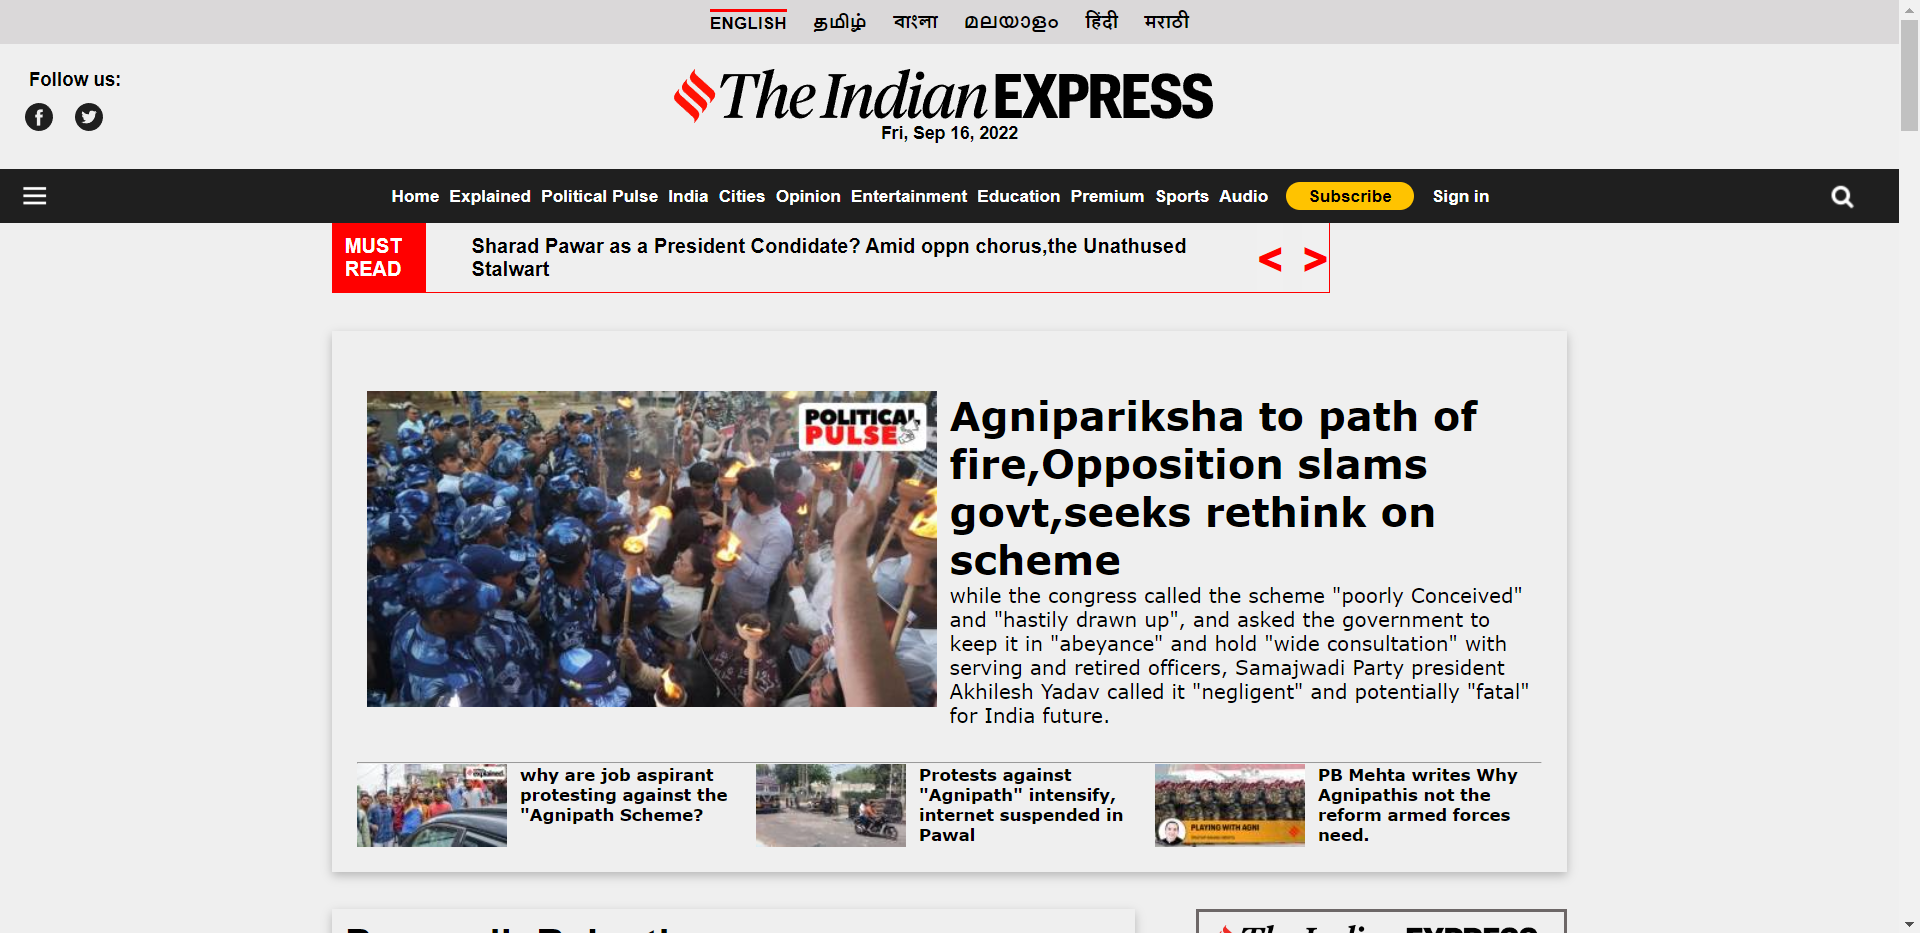 ENGLISH தமிழ் বাংলা മലയാളം हिंदी मराठी
Follow us:
The Indian EXPRESS
Fri, Sep 16, 2022
Home Explained Political Pulse India Cities Opinion Entertainment Education Premium Sports Audio Subscribe Sign in
MUST
READ
Sharad Pawar as a President Condidate? Amid oppn chorus,the Unathused
Stalwart
< >
POLITICAL
PULSE
Agnipariksha to path of
fire,Opposition slams
govt,seeks rethink on
scheme
while the congress called the scheme "poorly Conceived"
and "hastily drawn up", and asked the government to
keep it in "abeyance" and hold "wide consultation" with
serving and retired officers, Samajwadi Party president
Akhilesh Yadav called it "negligent" and potentially "fatal"
for India future.
explained.
why are job aspirant
protesting against the
"Agnipath Scheme?
Protests against
"Agnipath" intensify,
internet suspended in
Pawal
PLAYING WITH AGNI
PB Mehta writes Why
Agnipathis not the
reform armed forces
need.
The Indian EXPRESS